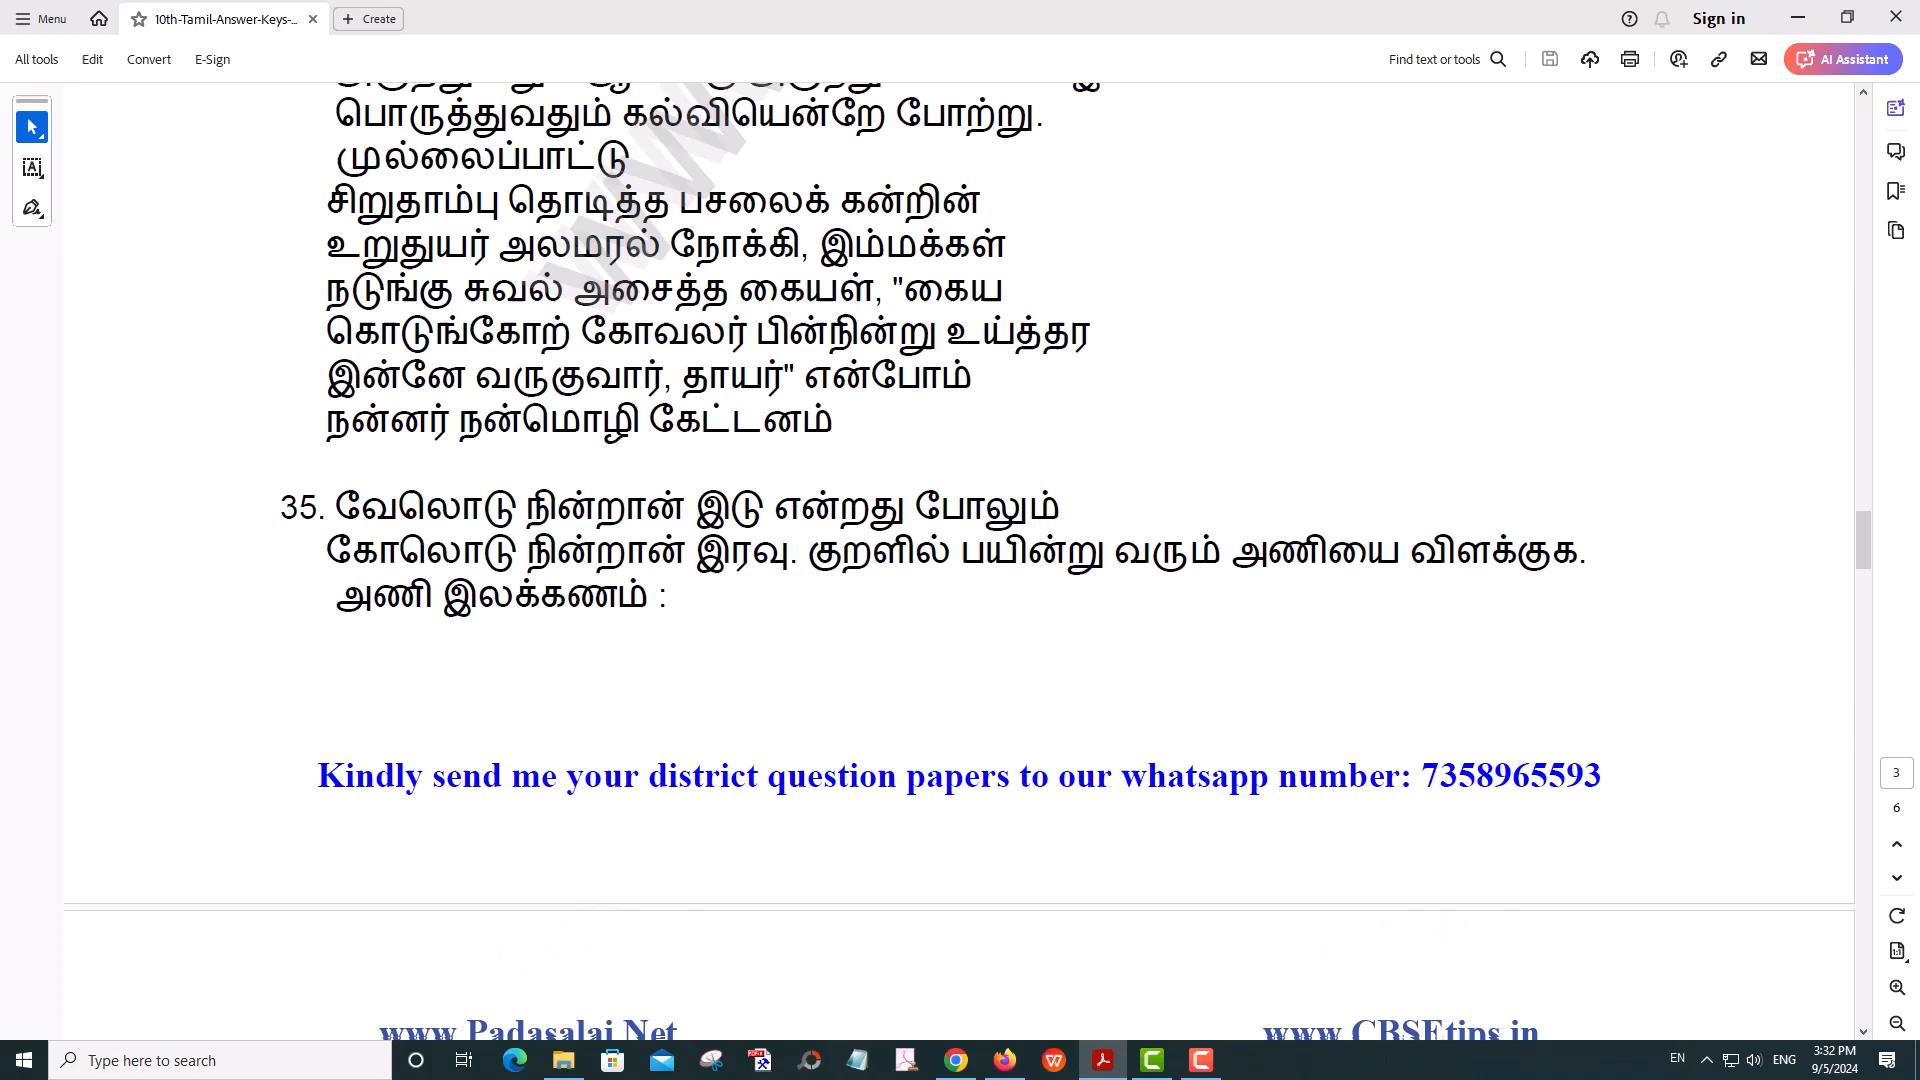 Menu
10th-Tamil-Answer-Keys-...
Create
Sign in
All tools
Edit
Convert
E-Sign
Find text or tools
AI Assistant
பொருத்துவதும் கல்வியென்றே போற்று.
முல்லைப்பாட்டு
சிறுதாம்பு தொடித்த பசலைக் கன்றின்
உறுதுயர் அலமரல் நோக்கி, இம்மக்கள்
நடுங்கு சுவல் அசைத்த கையள், "கைய
கொடுங்கோற் கோவலர் பின்நின்று உய்த்தர
இன்னே வருகுவார், தாயர்" என்போம்
நன்னர் நன்மொழி கேட்டனம்
35. வேலொடு நின்றான் இடு என்றது போலும்
கோலொடு நின்றான் இரவு. குறளில் பயின்று வரும் அணியை விளக்குக.
அணி இலக்கணம் :
Kindly send me your district question papers to our whatsapp number: 7358965593
3
6
www Padasalai Net
www CBSEtips in
Type here to search
EN
ENG
3:32 PM
9/5/2024